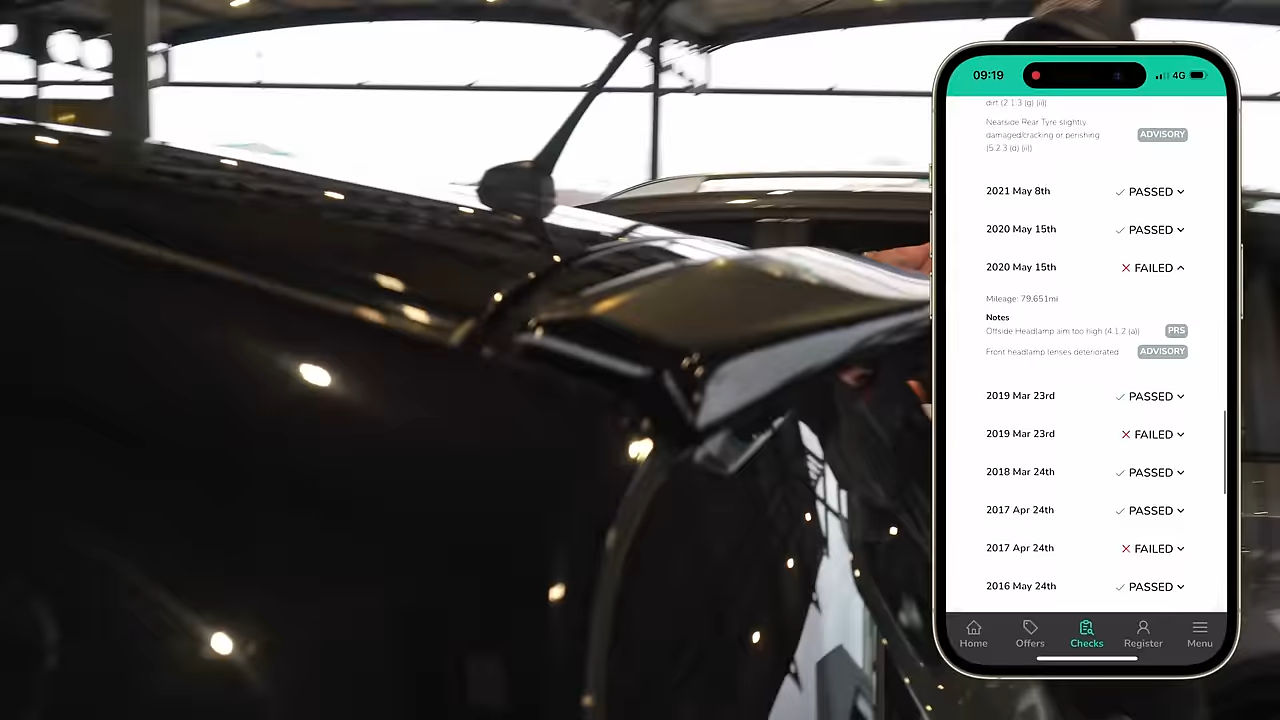 09:19
4G
dirt (2.1.3 (g) (ii))
Nearside Rear Tyre slightly
damaged/cracking or perishing
(5.2.3 (d) (ii))
ADVISORY
2021 May 8th PASSED
2020 May 15th PASSED
2020 May 15th FAILED
Mileage: 79,651mi
Notes
Offside Headlamp aim too high (4.1.2 (a)) PRS
Front headlamp lenses deteriorated ADVISORY
2019 Mar 23rd PASSED
2019 Mar 23rd FAILED
2018 Mar 24th PASSED
2017 Apr 24th PASSED
2017 Apr 24th FAILED
2016 May 24th PASSED
Home Offers Checks Register Menu